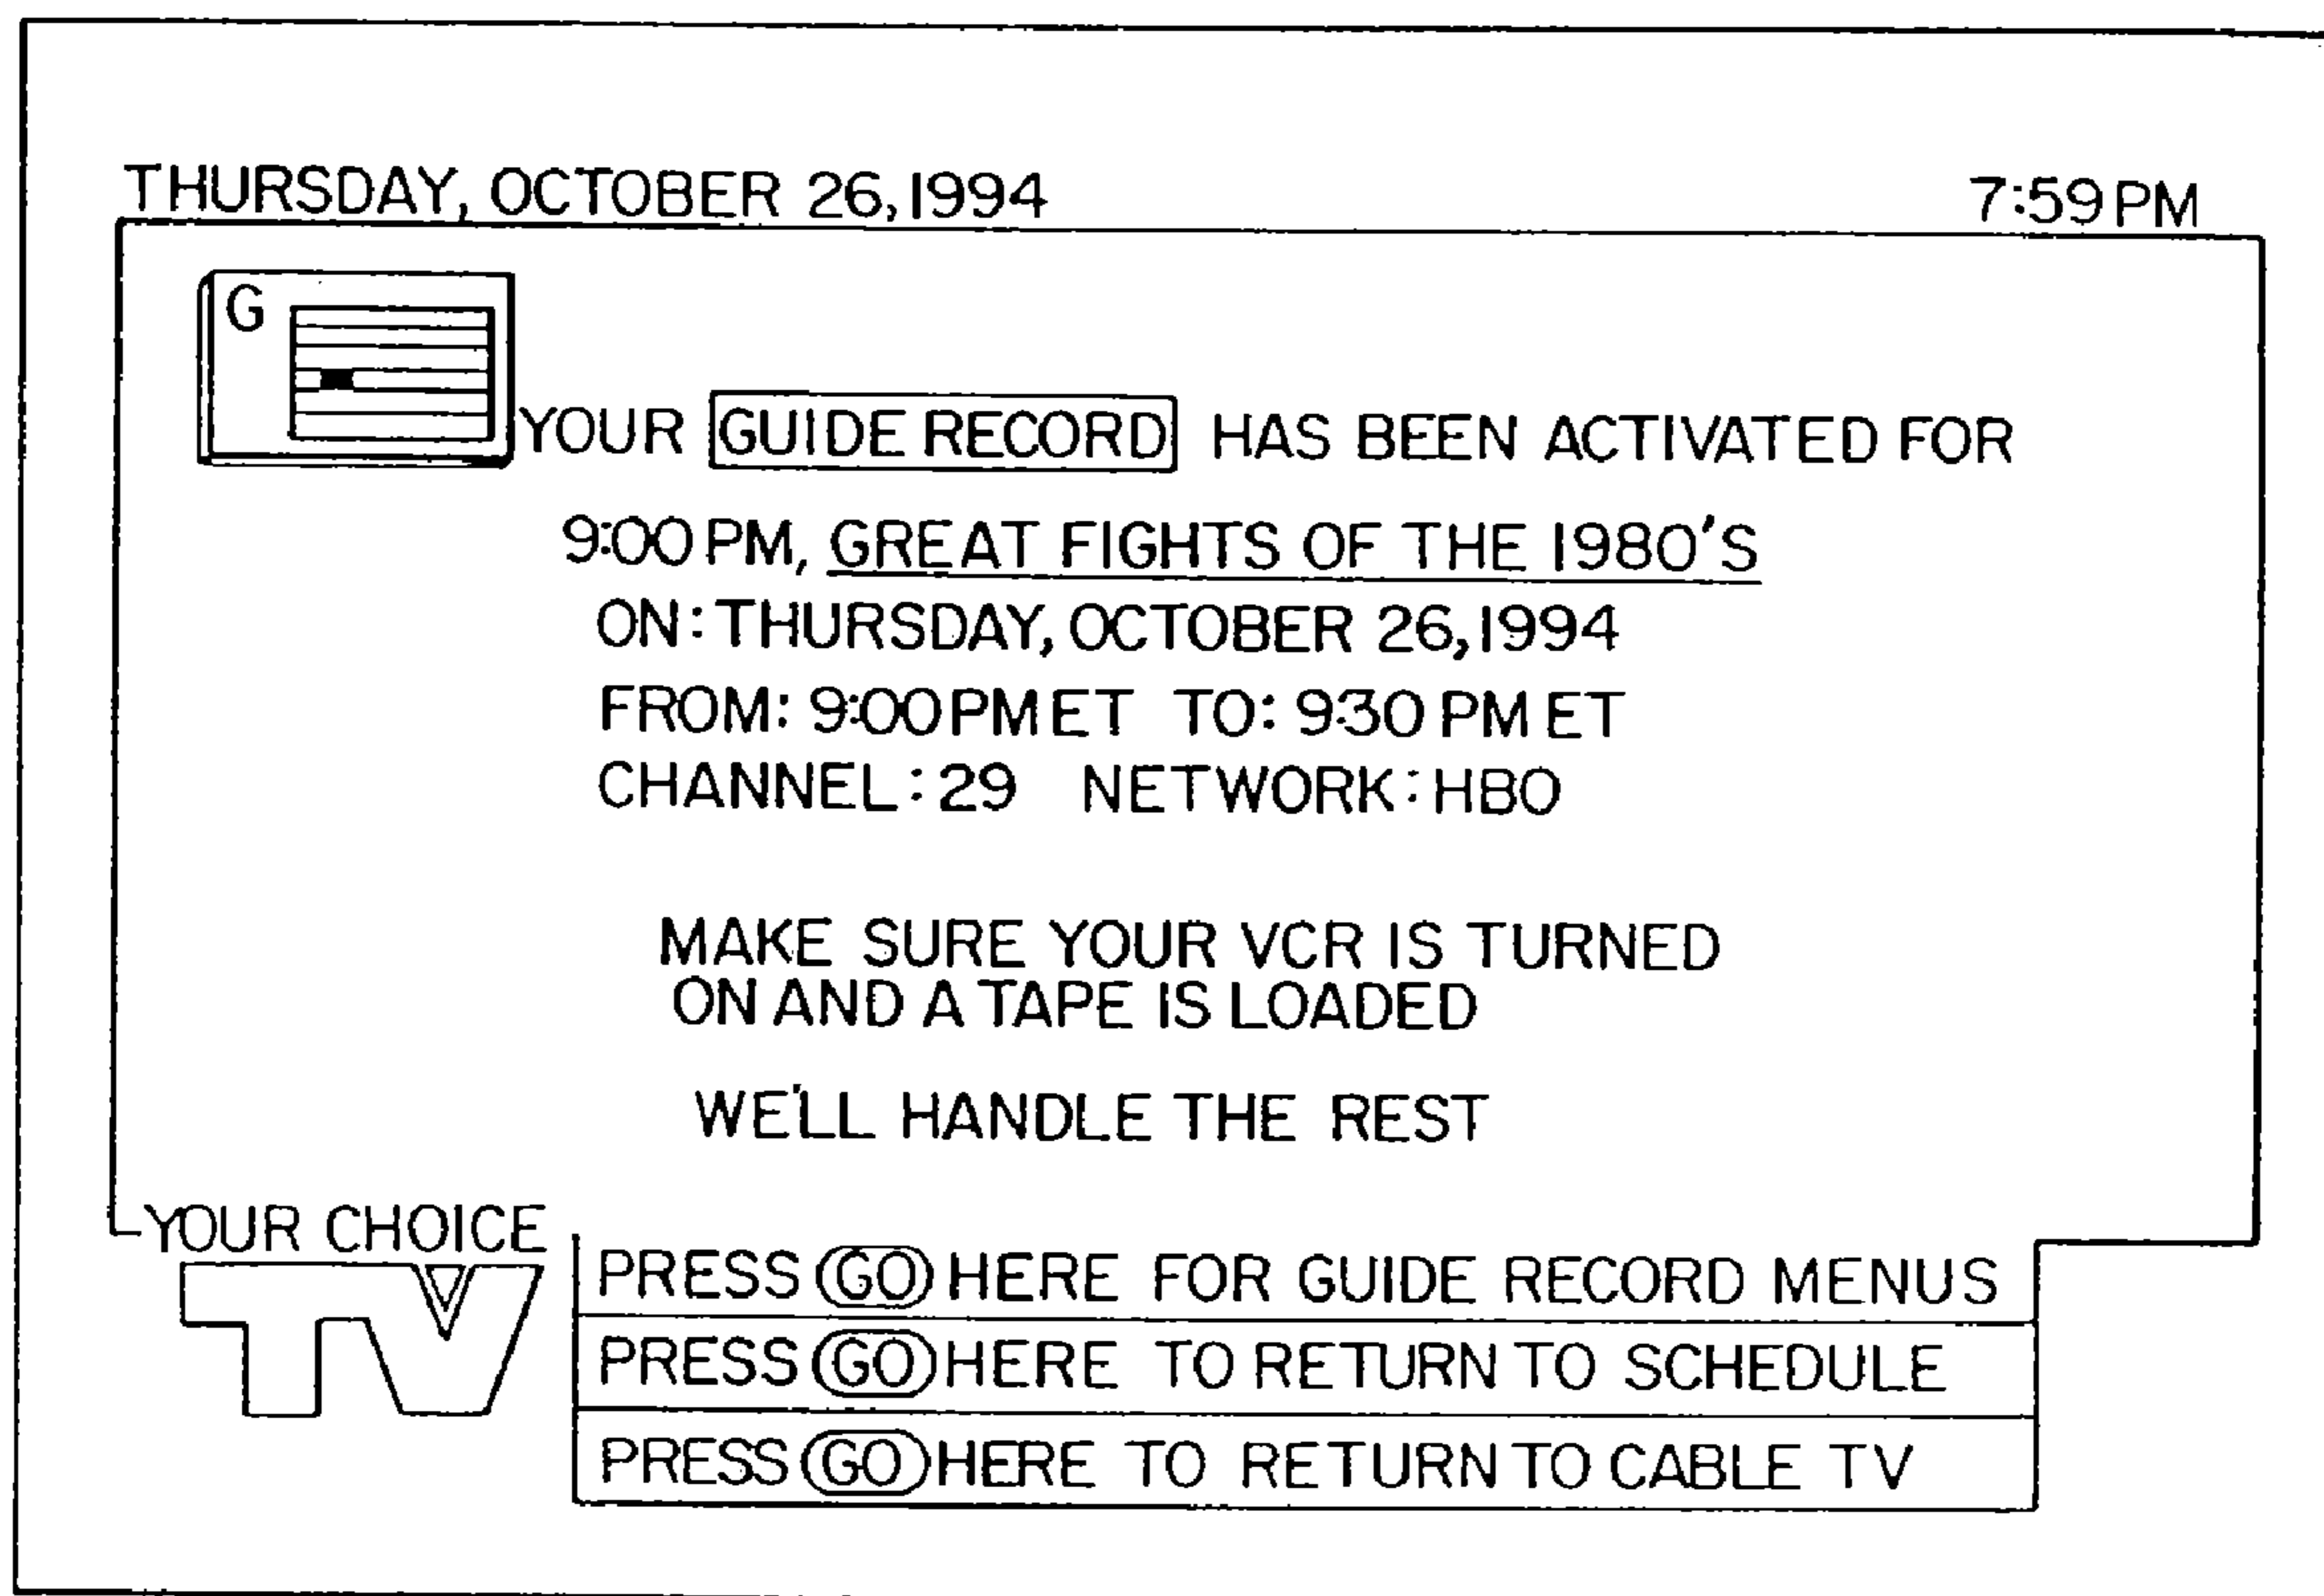 THURSDAY, OCTOBER 26,1994 7:59 PM
G
YOUR GUIDE RECORD HAS BEEN ACTIVATED FOR
9:00 PM, GREAT FIGHTS OF THE 1980'S
ON: THURSDAY, OCTOBER 26,1994
FROM: 9:00 PM ET TO: 9:30 PM ET
CHANNEL: 29 NETWORK: HBO
MAKE SURE YOUR VCR IS TURNED
ON AND A TAPE IS LOADED
WE'LL HANDLE THE REST
YOUR CHOICE
TV
PRESS GO HERE FOR GUIDE RECORD MENUS
PRESS GO HERE TO RETURN TO SCHEDULE
PRESS GO HERE TO RETURN TO CABLE TV